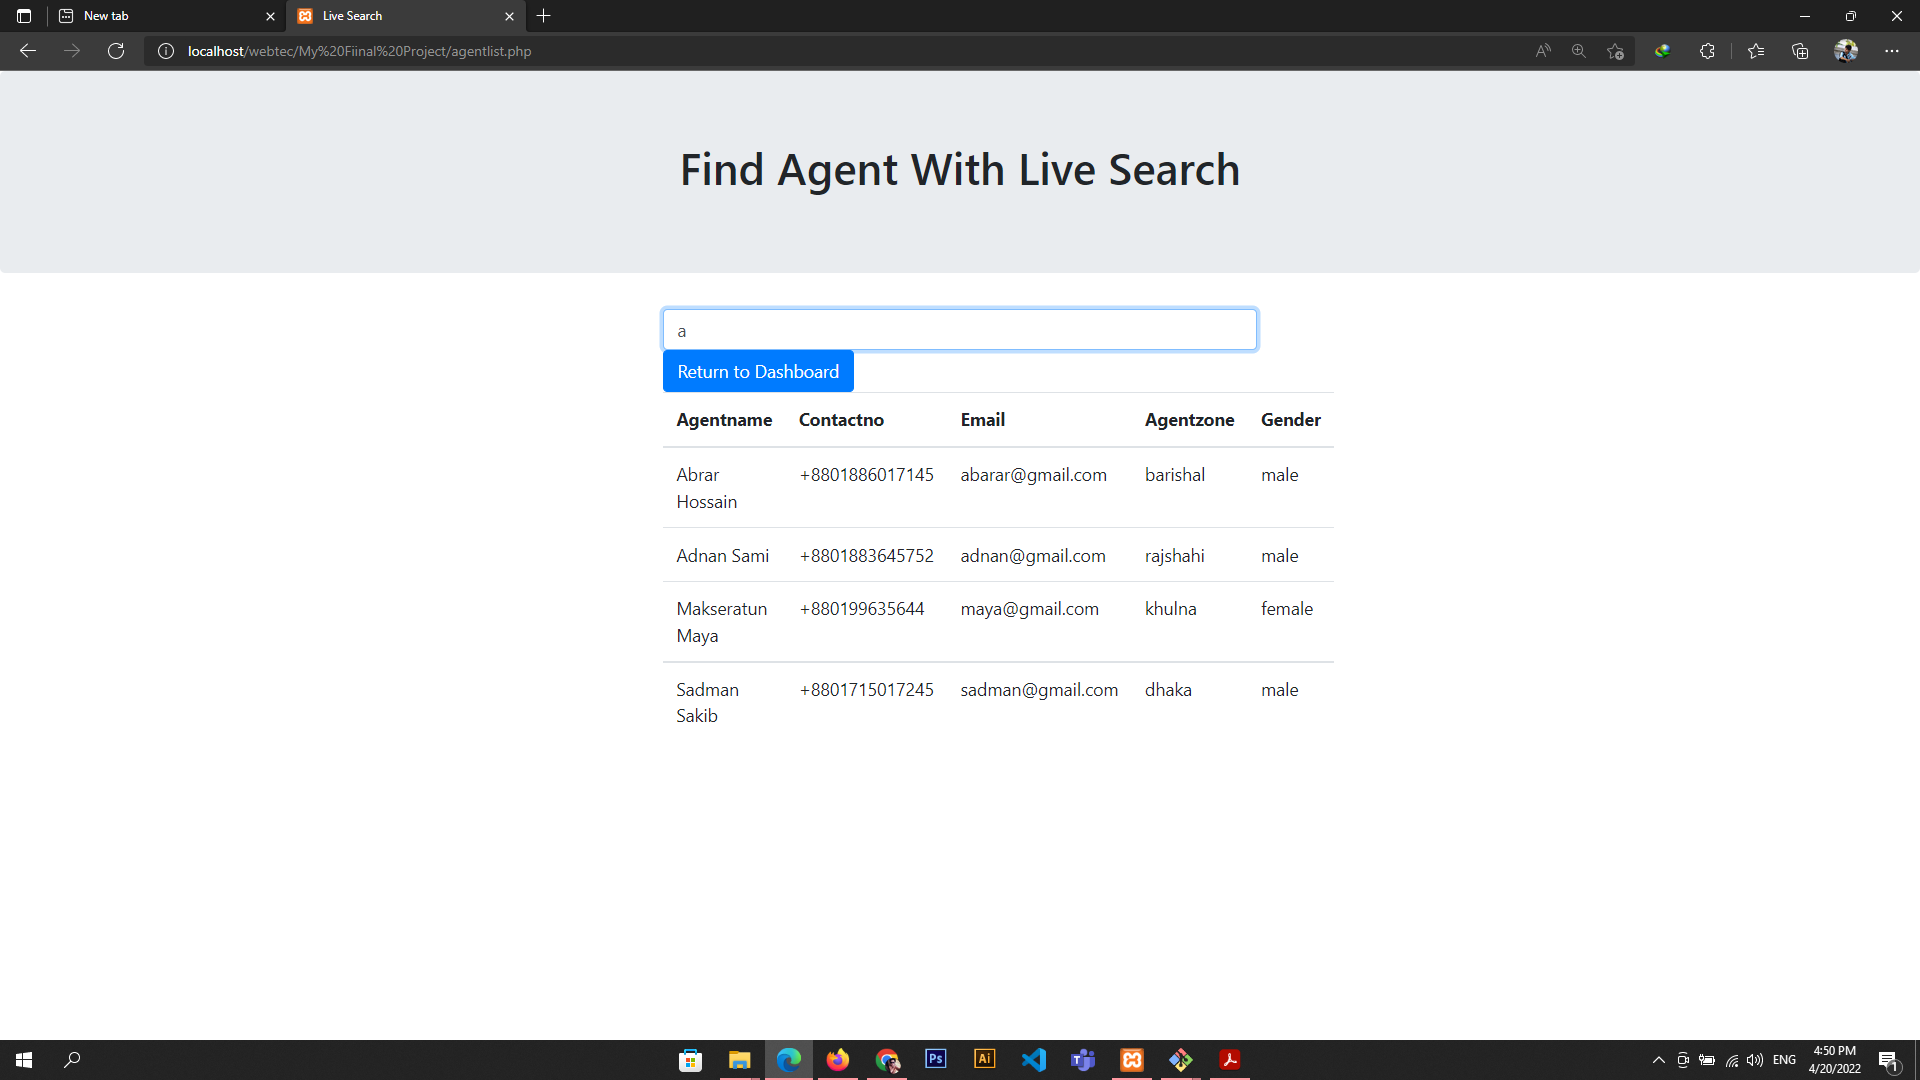 New tab
Live Search
localhost/webtec/My%20Fiinal%20Project/agentlist.php
Find Agent With Live Search
a
Return to Dashboard
Agentname Contactno Email Agentzone Gender
Abrar Hossain +8801886017145 abarar@gmail.com barishal male
Adnan Sami +8801883645752 adnan@gmail.com rajshahi male
Makseratun Maya +880199635644 maya@gmail.com khulna female
Sadman Sakib +8801715017245 sadman@gmail.com dhaka male
Ps Ai
ENG
4:50 PM
4/20/2022
1